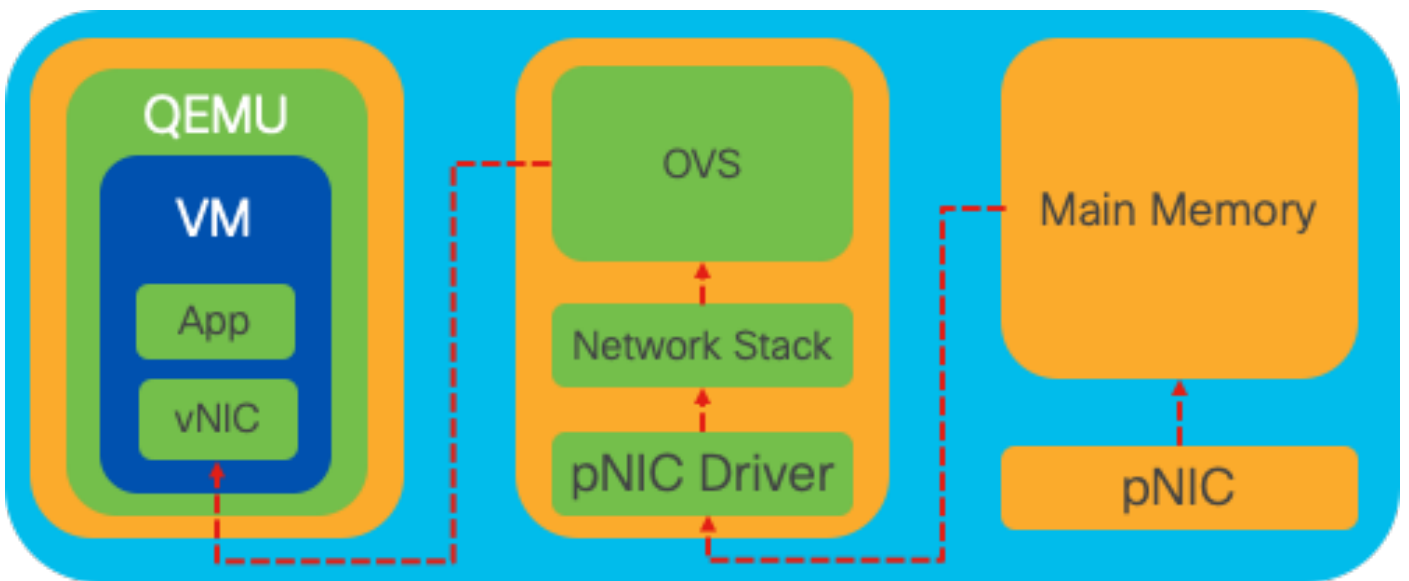 QEMU
VM
App
vNIC
OVS
Network Stack
pNIC Driver
Main Memory
pNIC